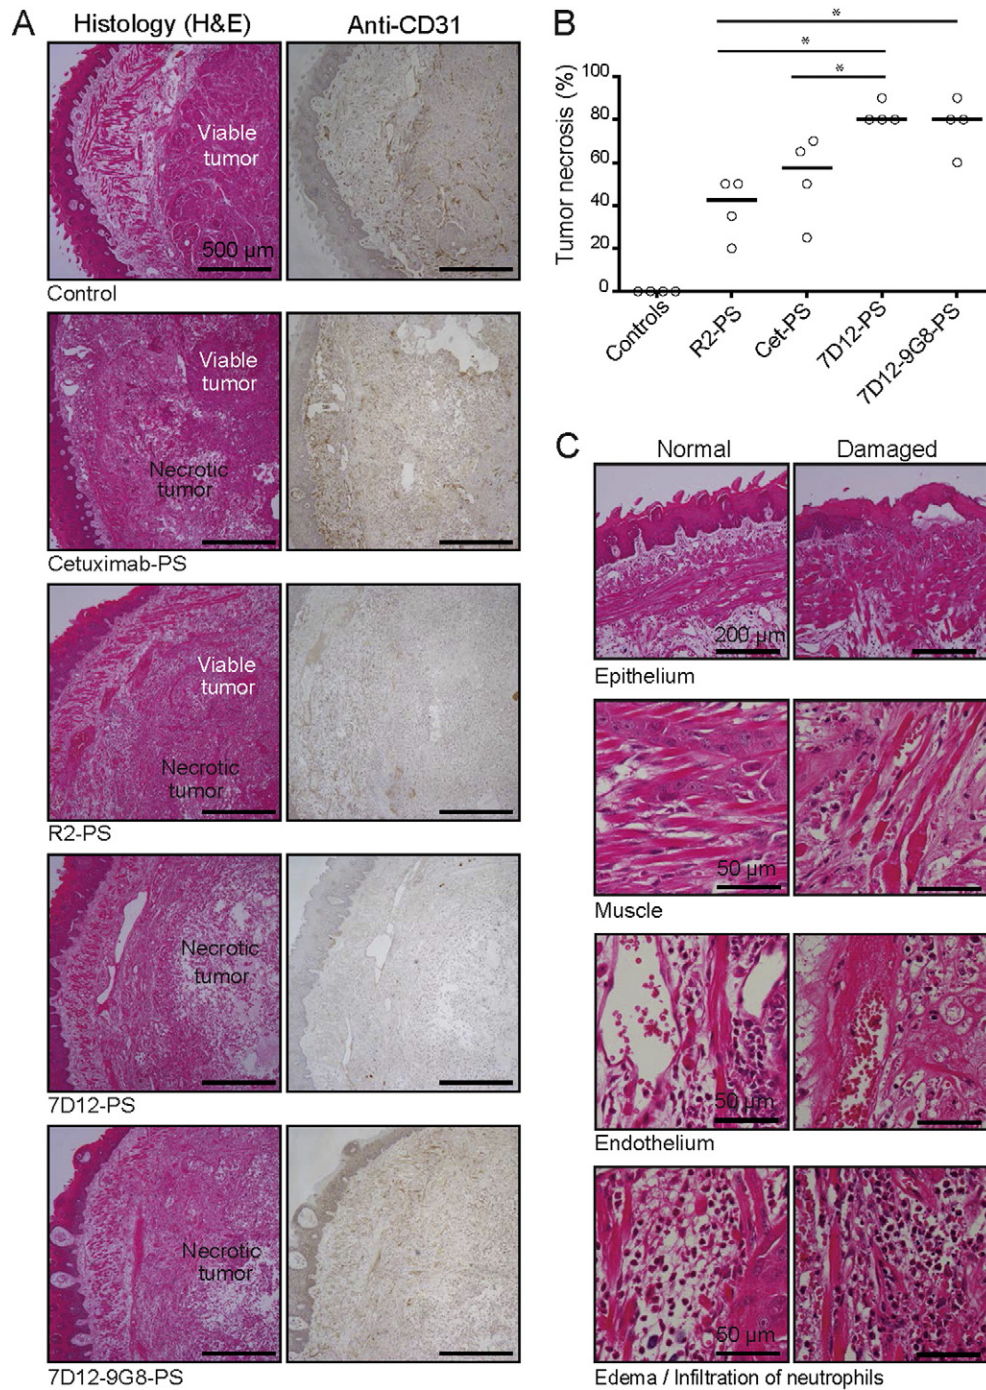 A
Histology (H&E)
Anti-CD31
Viable
tumor
500 µm
Control
Viable
tumor
Necrotic
tumor
Cetuximab-PS
Viable
tumor
Necrotic
tumor
R2-PS
Necrotic
tumor
7D12-PS
Necrotic
tumor
7D12-9G8-PS
B
*
*
*
Tumor necrosis (%)
100
80
60
40
20
0
Controls
R2-PS
Cet-PS
7D12-PS
7D12-9G8-PS
C
Normal
Damaged
200 µm
Epithelium
50 µm
Muscle
50 µm
Endothelium
50 µm
Edema / Infiltration of neutrophils